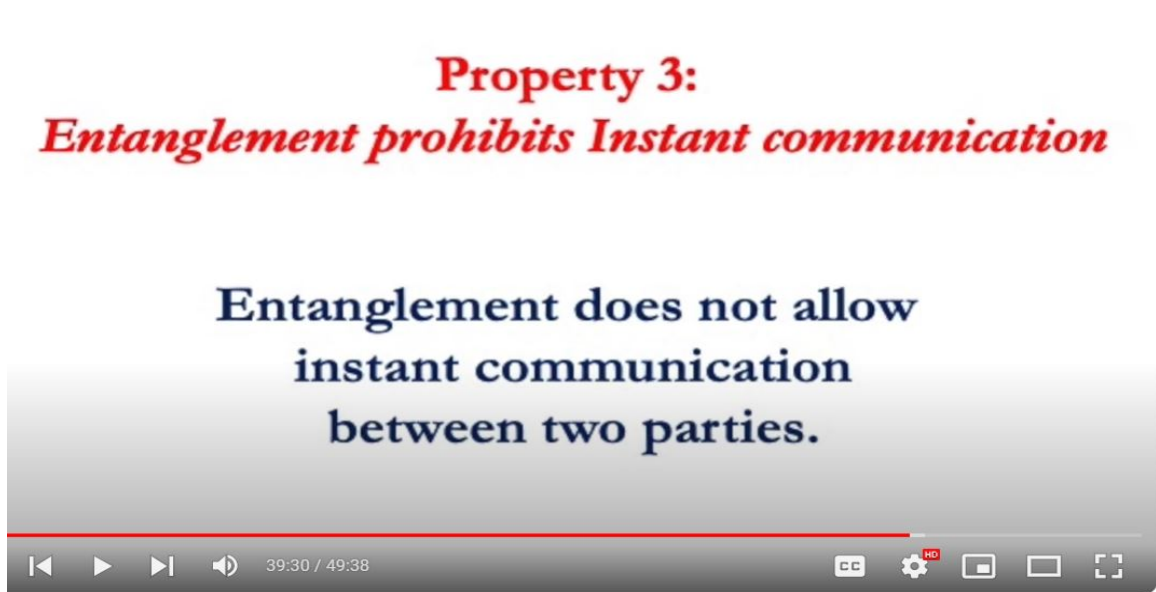 Property 3:
Entanglement prohibits Instant communication
Entanglement does not allow
instant communication
between two parties.
39:30 / 49:38
CC
HD